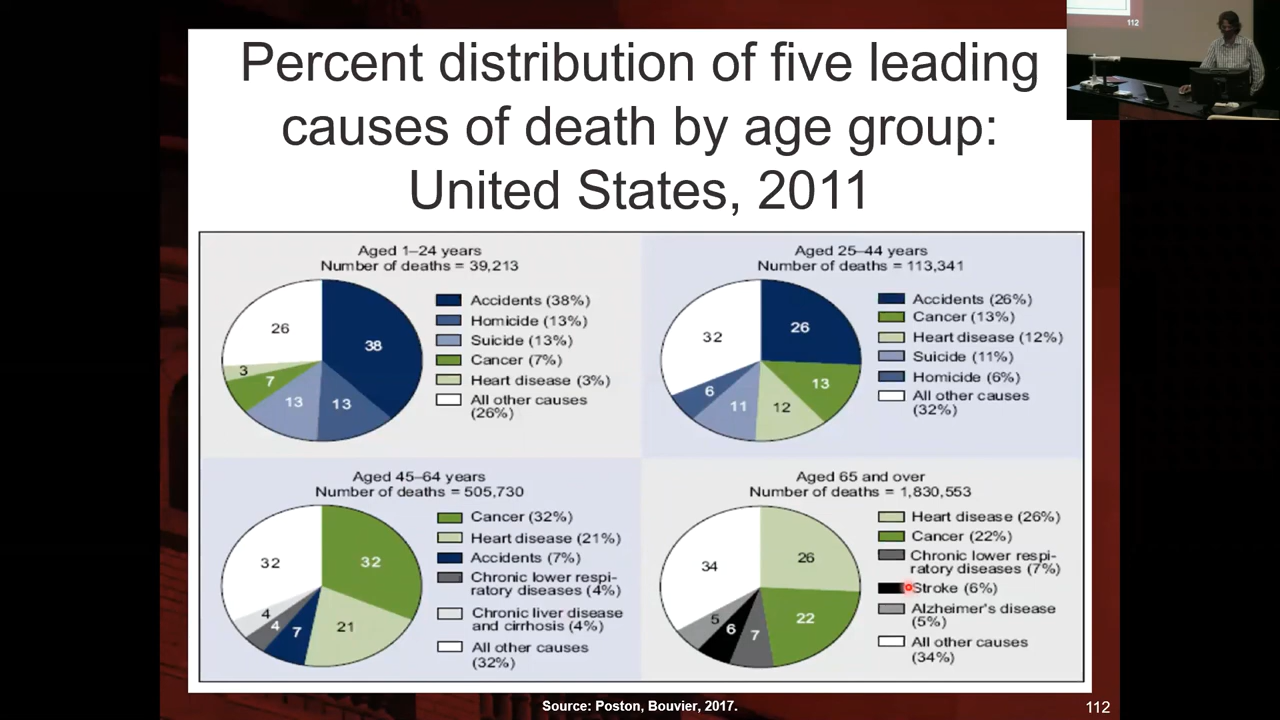 112
Percent distribution of five leading
causes of death by age group:
United States, 2011
Aged 1–24 years
Number of deaths = 39,213
Accidents (38%)
Homicide (13%)
Suicide (13%)
Cancer (7%)
Heart disease (3%)
All other causes
(26%)
26
38
3
7
13
13
Aged 25–44 years
Number of deaths = 113,341
Accidents (26%)
Cancer (13%)
Heart disease (12%)
Suicide (11%)
Homicide (6%)
All other causes
(32%)
32
26
6
13
11
12
Aged 45–64 years
Number of deaths = 505,730
Cancer (32%)
Heart disease (21%)
Accidents (7%)
Chronic lower respi-
ratory diseases (4%)
Chronic liver disease
and cirrhosis (4%)
All other causes
(32%)
32
32
4
4
7
21
Aged 65 and over
Number of deaths = 1,830,553
Heart disease (26%)
Cancer (22%)
Chronic lower respi-
ratory diseases (7%)
Stroke (6%)
Alzheimer's disease
(5%)
All other causes
(34%)
34
26
5
6
7
22
Source: Poston, Bouvier, 2017.
112